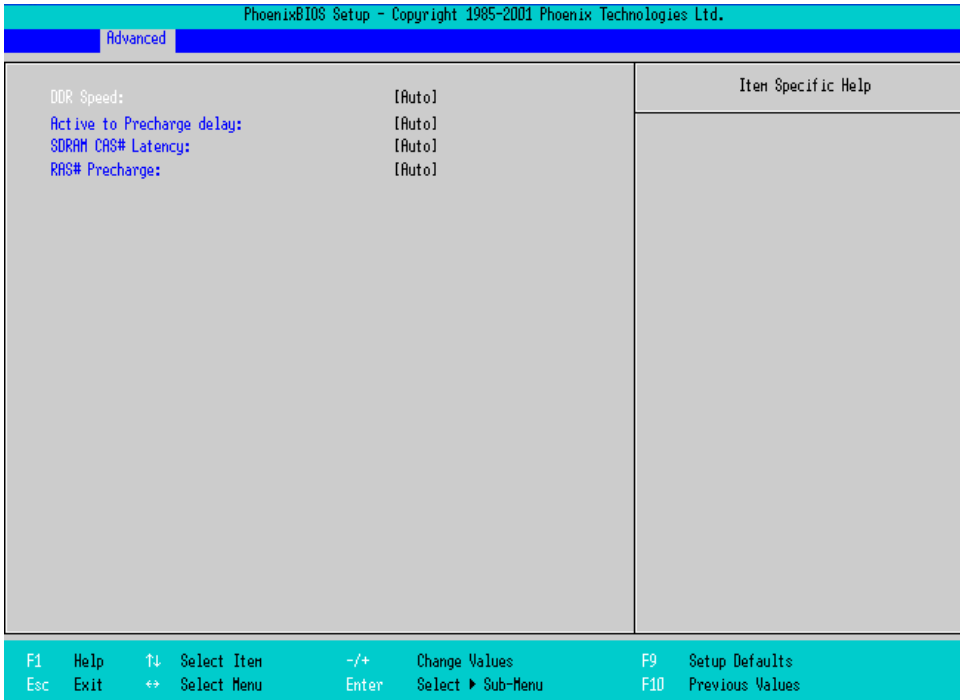 PhoenixBIOS Setup - Copyright 1985-2001 Phoenix Technologies Ltd.
Advanced
Item Specific Help
DDR Speed: [Auto]
Active to Precharge delay: [Auto]
SDRAM CAS# Latency: [Auto]
RAS# Precharge: [Auto]
F1 Help ↑↓ Select Item -/+ Change Values F9 Setup Defaults
Esc Exit ↔ Select Menu Enter Select ▶ Sub-Menu F10 Previous Values